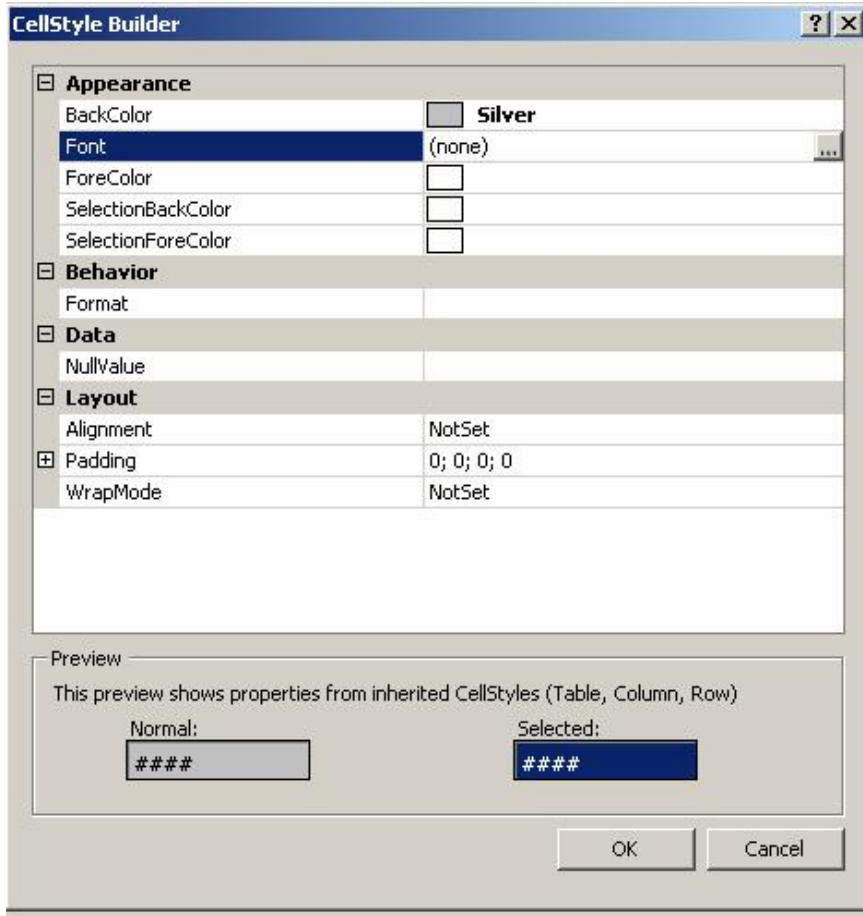 CellStyle Builder
Appearance
BackColor Silver
Font (none) ...
ForeColor
SelectionBackColor
SelectionForeColor
Behavior
Format
Data
NullValue
Layout
Alignment NotSet
Padding 0; 0; 0; 0
WrapMode NotSet
Preview
This preview shows properties from inherited CellStyles (Table, Column, Row)
Normal: Selected:
#### ####
OK Cancel